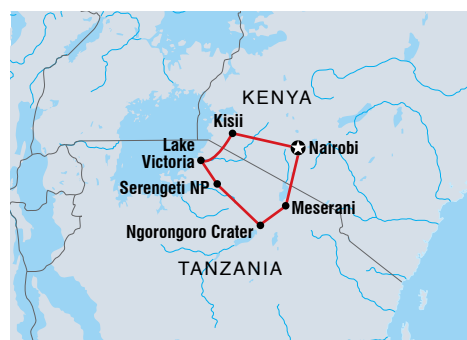 KENYA
Kisii
Lake
Victoria
Nairobi
Serengeti NP
Meserani
Ngorongoro Crater
TANZANIA